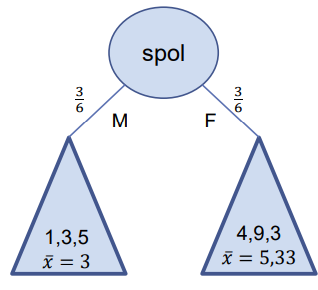 spol
3/6
3/6
M
F
1,3,5
x̄ = 3
4,9,3
x̄ = 5,33